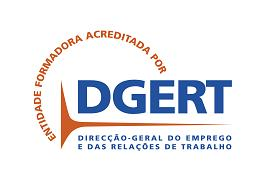 ENTIDADE FORMADORA ACREDITADA POR
DGERT
DIRECÇÃO-GERAL DO EMPREGO
E DAS RELAÇÕES DE TRABALHO